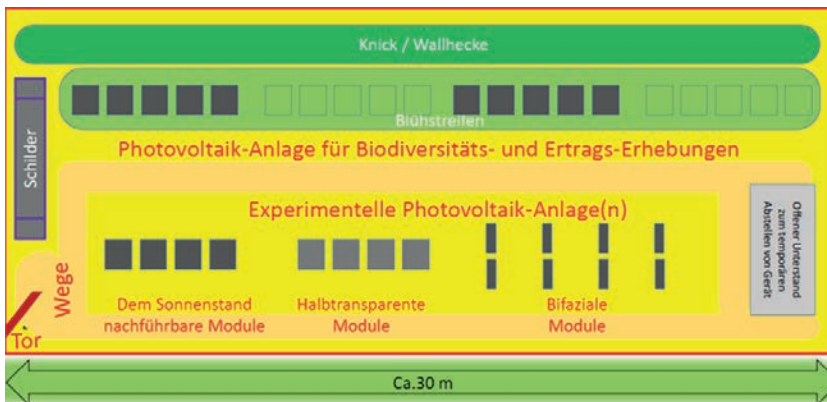 Knick / Wallhecke
Blühstreifen
Schilder
Photovoltaik-Anlage für Biodiversitäts- und Ertrags-Erhebungen
Experimentelle Photovoltaik-Anlage(n)
Offener Unterstand
zum temporären
Abstellen von Gerät
Wege
Dem Sonnenstand
nachführbare Module
Halbtransparente
Module
Bifaziale
Module
Tor
Ca.30 m